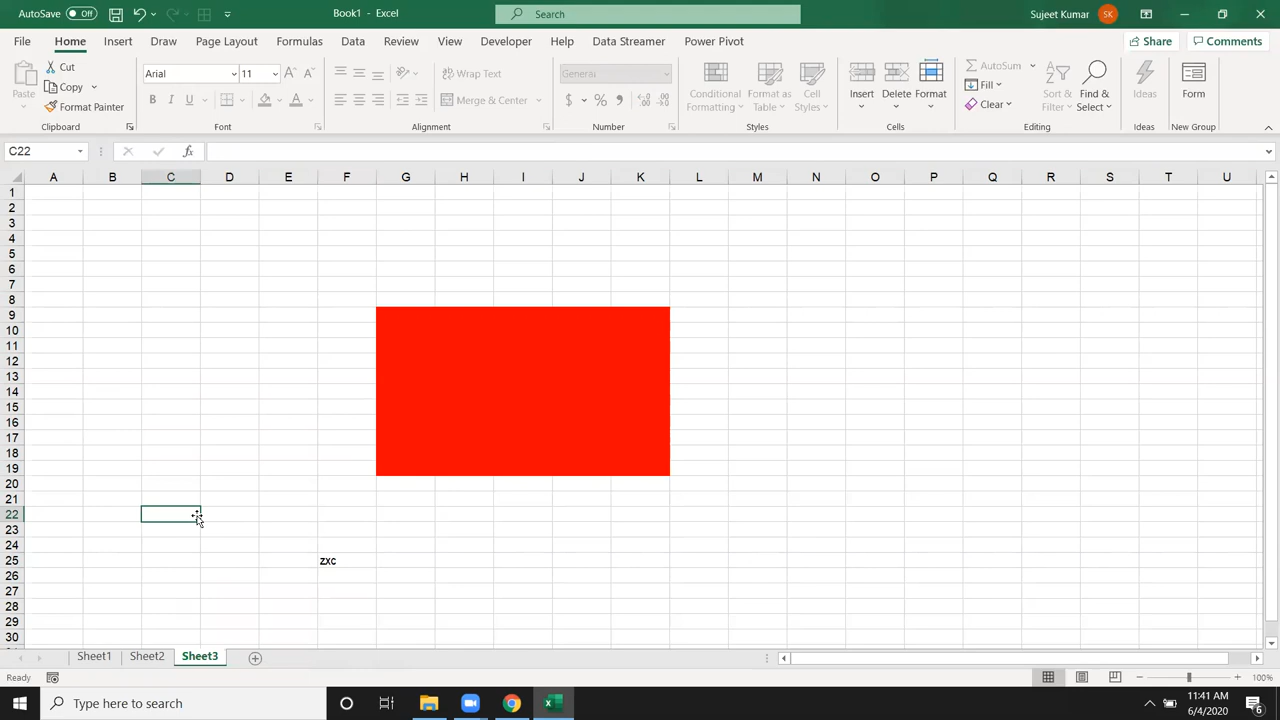 AutoSave Off Book1 - Excel Search Sujeet Kumar SK
File Home Insert Draw Page Layout Formulas Data Review View Developer Help Data Streamer Power Pivot Share Comments
Paste Cut Copy Format Painter
Arial 11 A A B I U A
Wrap Text Merge & Center
General $ % ,
Conditional Formatting Format as Table Cell Styles
Insert Delete Format
AutoSum Fill Clear Sort & Filter Find & Select
Ideas Form
Clipboard Font Alignment Number Styles Cells Editing Ideas New Group
C22 fx
A B C D E F G H I J K L M N O P Q R S T U
1
2
3
4
5
6
7
8
9
10
11
12
13
14
15
16
17
18
19
20
21
22
23
24
25 zxc
26
27
28
29
30
Sheet1 Sheet2 Sheet3
Ready 100%
Type here to search 11:41 AM
6/4/2020 6